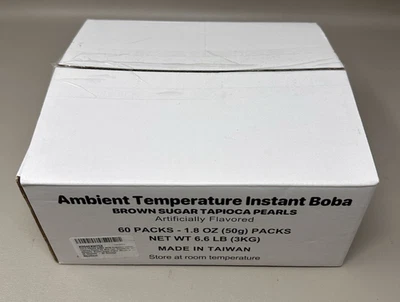 Ambient Temperature Instant Boba
BROWN SUGAR TAPIOCA PEARLS
Artificially Flavored
60 PACKS - 1.8 OZ (50g) PACKS
NET WT 6.6 LB (3KG)
MADE IN TAIWAN
Store at room temperature